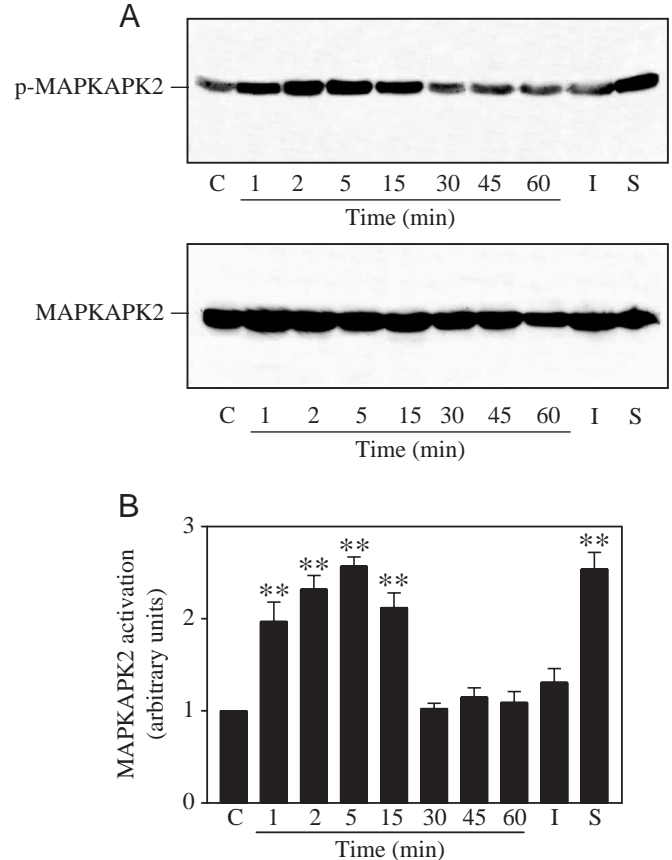 A
p-MAPKAPK2
C 1 2 5 15 30 45 60 I S
Time (min)
MAPKAPK2
C 1 2 5 15 30 45 60 I S
Time (min)
B
MAPKAPK2 activation
(arbitrary units)
3
2
1
0
** ** ** ** **
C 1 2 5 15 30 45 60 I S
Time (min)